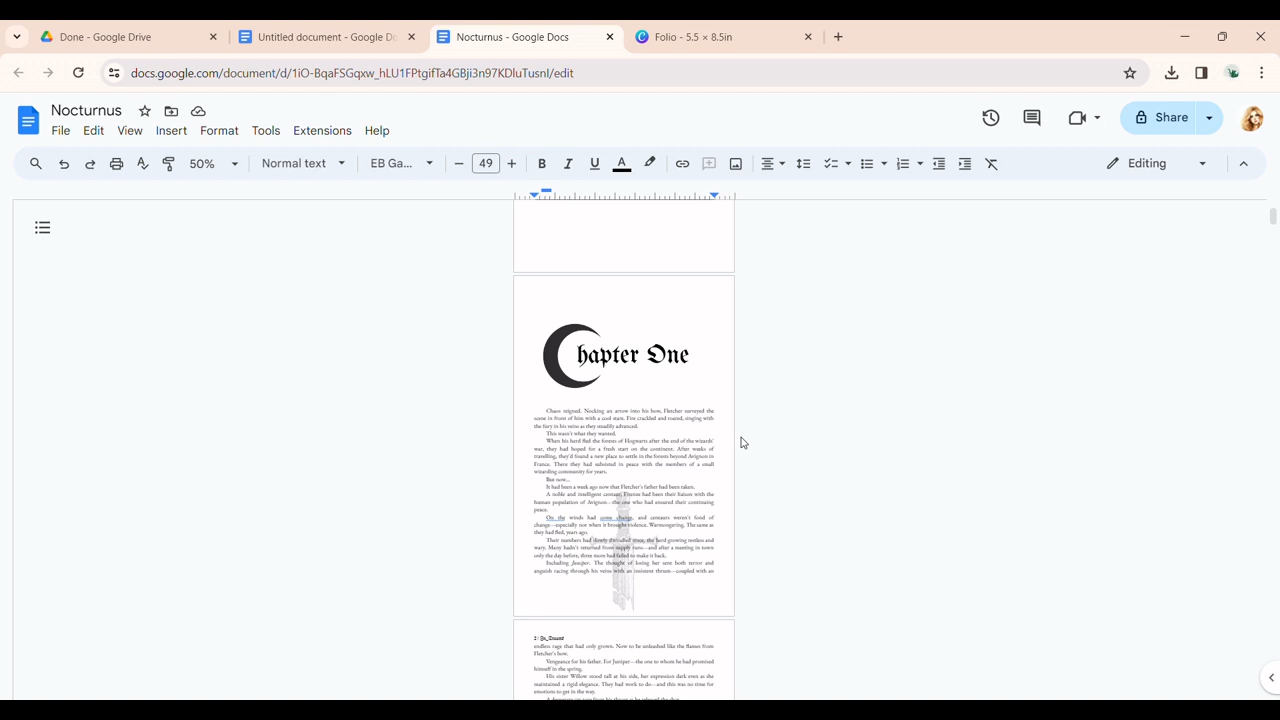 Done - Google Drive
Untitled document - Google Do
Nocturnus - Google Docs
Folio - 5.5 × 8.5in
docs.google.com/document/d/1iO-BqaFSGqxw_hLU1FPtgifTa4GBji3n97KDluTusnI/edit
Nocturnus
File Edit View Insert Format Tools Extensions Help
Share
50% Normal text EB Ga... 49 B I U A Editing
hapter One
Chaos reigned. Nocking an arrow into his bow, Fletcher surveyed the
scene in front of him with a cool stare. Fire crackled and roared, singing with
the fury in his veins as they steadily advanced.
This wasn't what they wanted.
When his herd fled the forests of Hogwarts after the end of the wizards'
war, they had hoped for a fresh start on the continent. After weeks of
travelling, they'd found a new place to settle in the forests beyond Avignon in
France. There they had subsisted in peace with the members of a small
wizarding community for years.
But now...
It had been a week ago now that Fletcher's father had been taken.
A noble and intelligent centaur, Firenze had been their liaison with the
human population of Avignon—the one who had ensured their continuing
peace.
On the winds had come change, and centaurs weren't fond of
change—especially not when it brought violence. Warmongering. The same as
they had fled, years ago.
Their numbers had slowly dwindled since, the herd growing restless and
wary. Many hadn't returned from supply runs—and after a meeting in town
only the day before, three more had failed to make it back.
Including Juniper. The thought of losing her sent both terror and
anguish racing through his veins with an insistent thrum—coupled with an
endless rage that had only grown. Now to be unleashed like the flames from
Fletcher's bow.
Vengeance for his father. For Juniper—the one to whom he had promised
himself in the spring.
His sister Willow stood tall at his side, her expression dark even as she
maintained a rigid elegance. They had work to do—and this was no time for
emotions to get in the way.